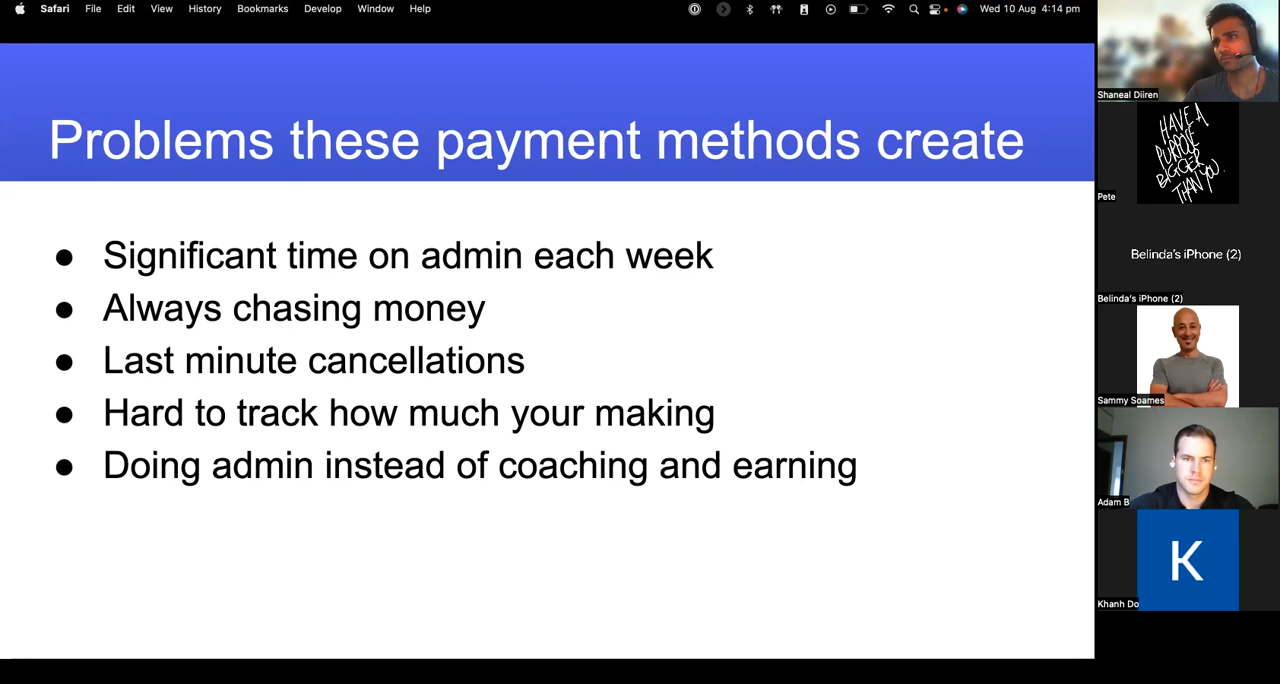 Safari File Edit View History Bookmarks Develop Window Help Wed 10 Aug 4:14 pm
Problems these payment methods create
● Significant time on admin each week
● Always chasing money
● Last minute cancellations
● Hard to track how much your making
● Doing admin instead of coaching and earning
Shaneal Diiren
HAVE A
PURPOSE
BIGGER
THAN YOU.
Pete
Belinda's iPhone (2)
Belinda's iPhone (2)
Sammy Soames
Adam B
K
Khanh Do